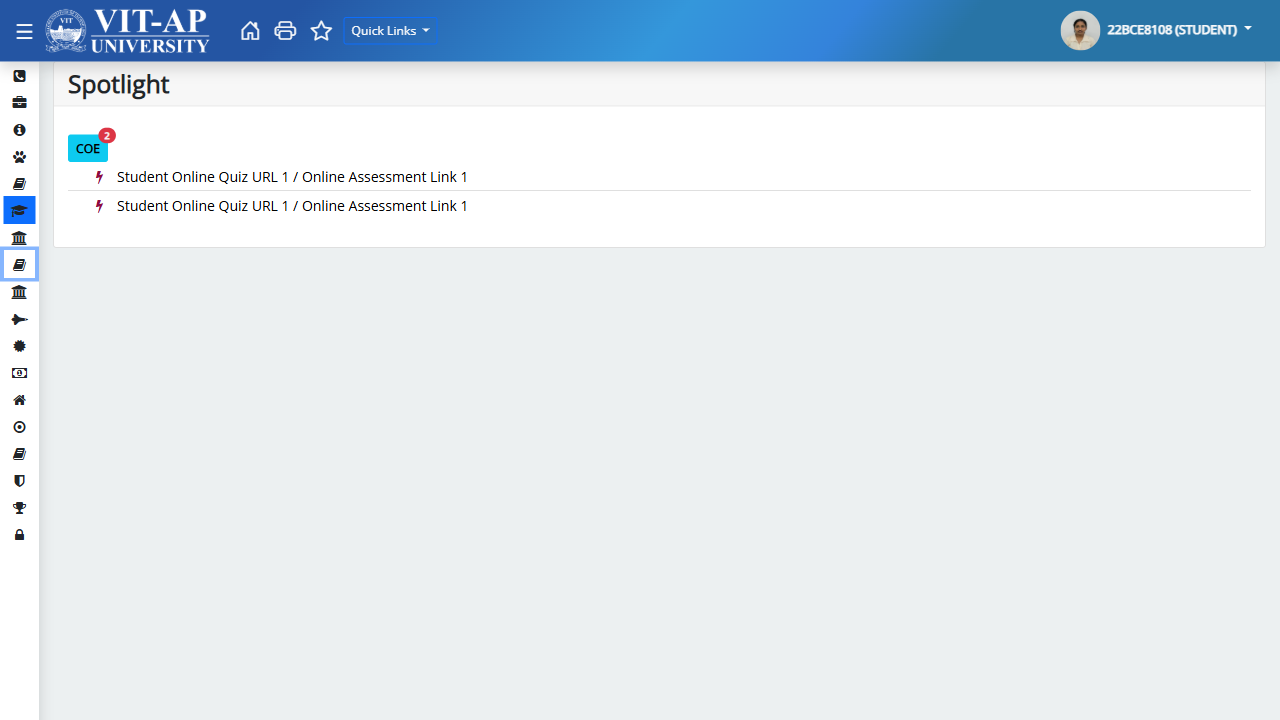 VIT
VIT-AP
UNIVERSITY
Quick Links
22BCE8108 (STUDENT)
Spotlight
COE
2
Student Online Quiz URL 1 / Online Assessment Link 1
Student Online Quiz URL 1 / Online Assessment Link 1